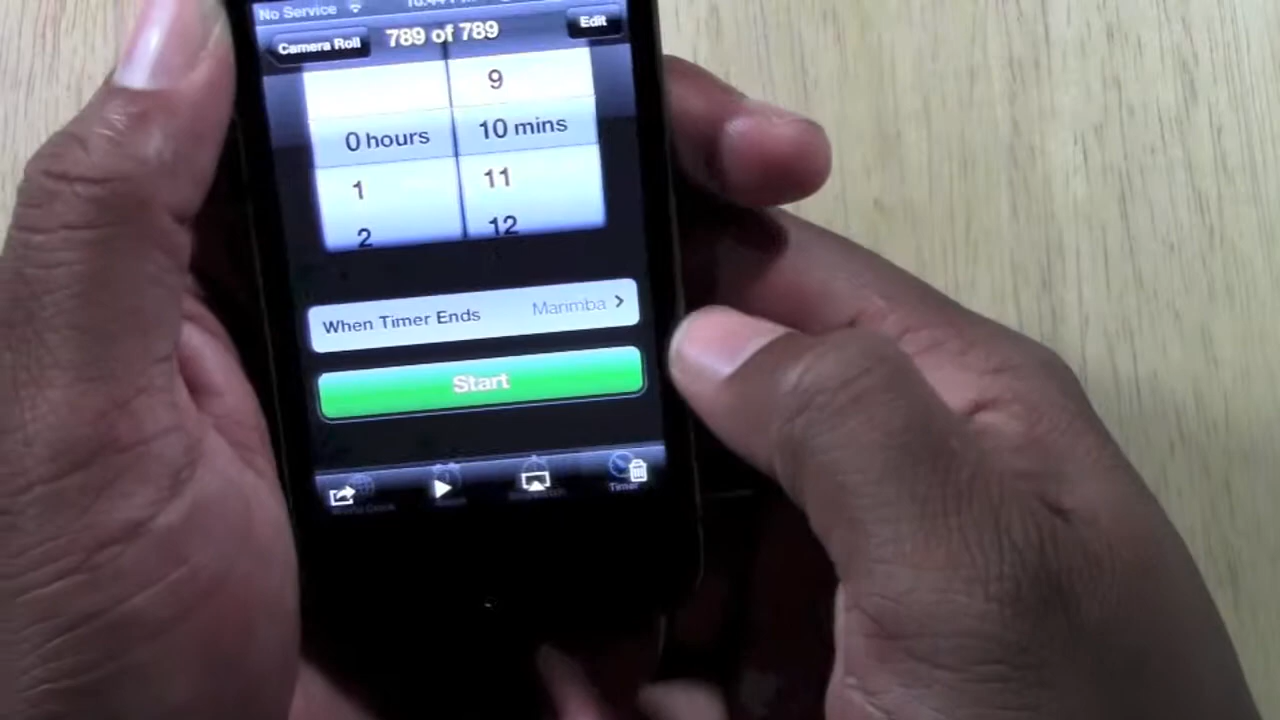 No Service
Camera Roll 789 of 789 Edit
9
0 hours 10 mins
1 11
2 12
When Timer Ends Marimba
Start
Timer